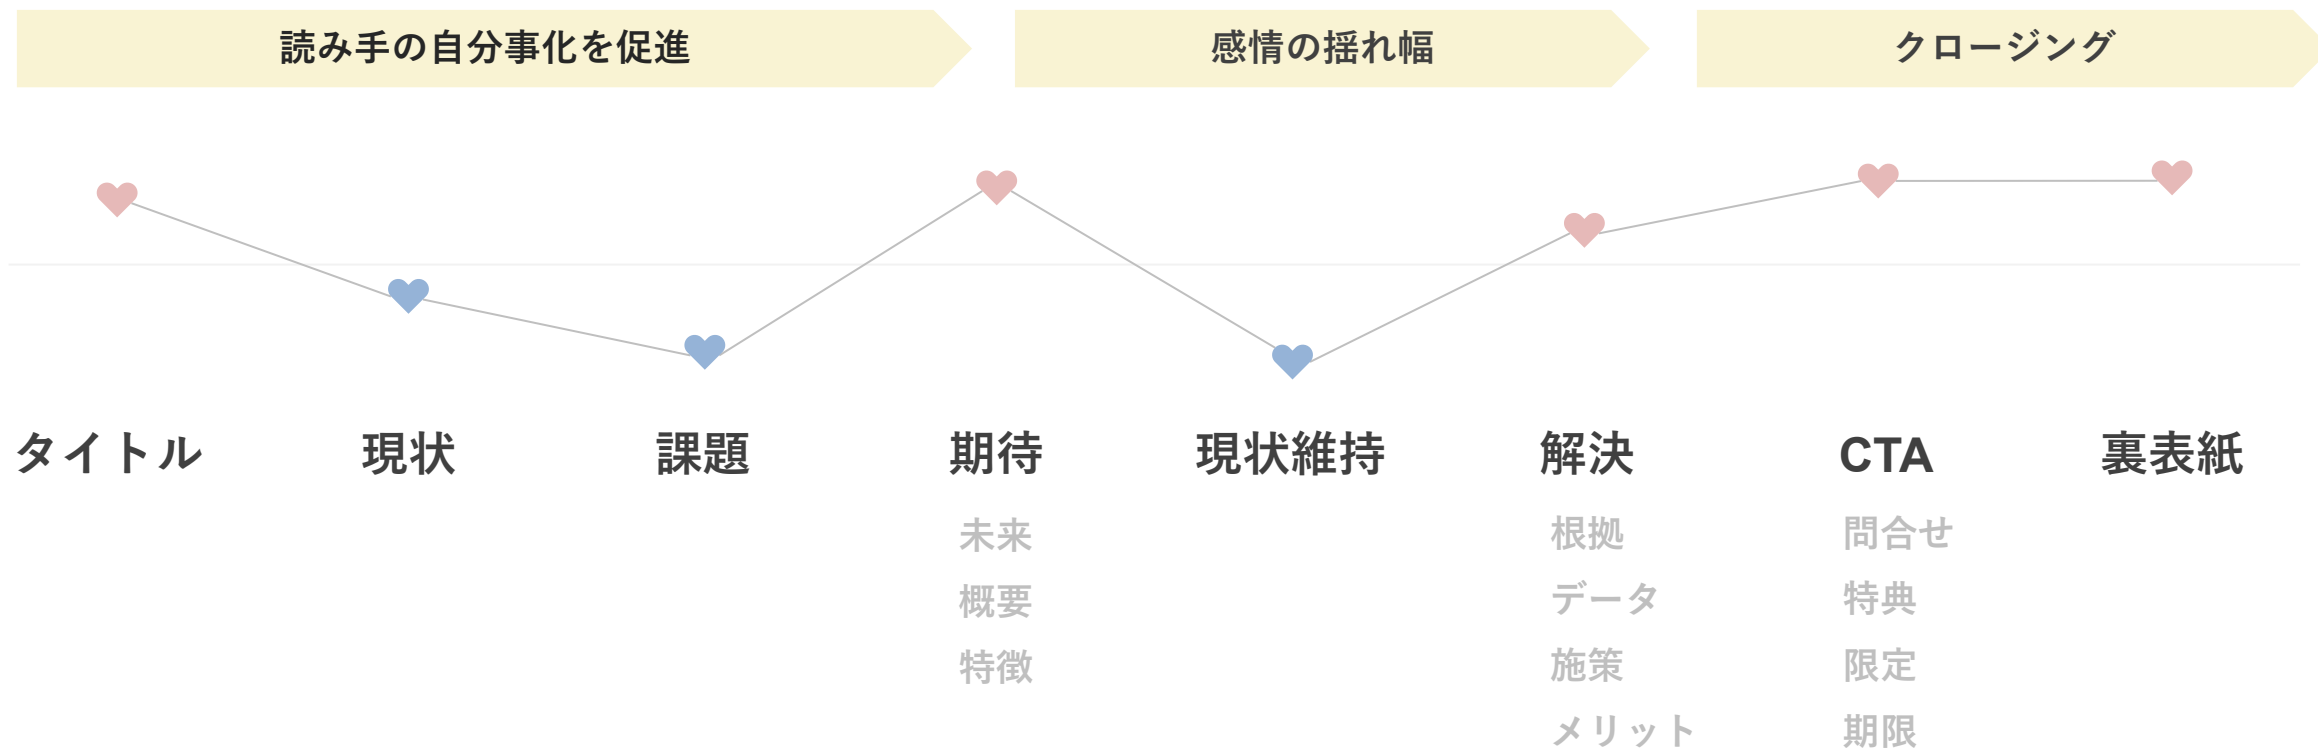 読み手の自分事化を促進
感情の揺れ幅
クロージング
タイトル
現状
課題
期待
現状維持
解決
CTA
裏表紙
未来
概要
特徴
根拠
データ
施策
メリット
問合せ
特典
限定
期限